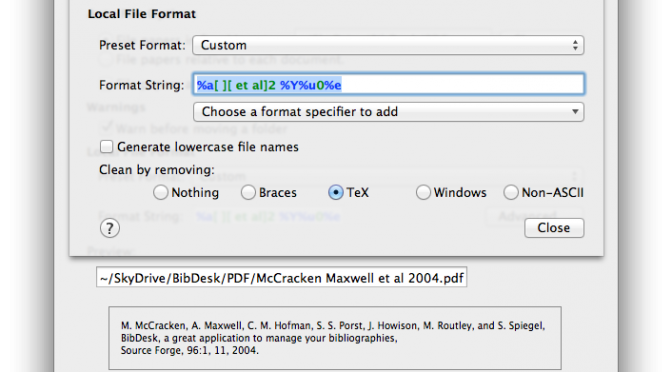 Local File Format
Preset Format: Custom
Format String: %a[ ][ et al]2 %Y%u0%e
Choose a format specifier to add
Generate lowercase file names
Clean by removing:
Nothing Braces TeX Windows Non-ASCII
? Close
Preview:
~/SkyDrive/BibDesk/PDF/McCracken Maxwell et al 2004.pdf
M. McCracken, A. Maxwell, C. M. Hofman, S. S. Porst, J. Howison, M. Routley, and S. Spiegel,
BibDesk, a great application to manage your bibliographies,
Source Forge, 96:1, 11, 2004.